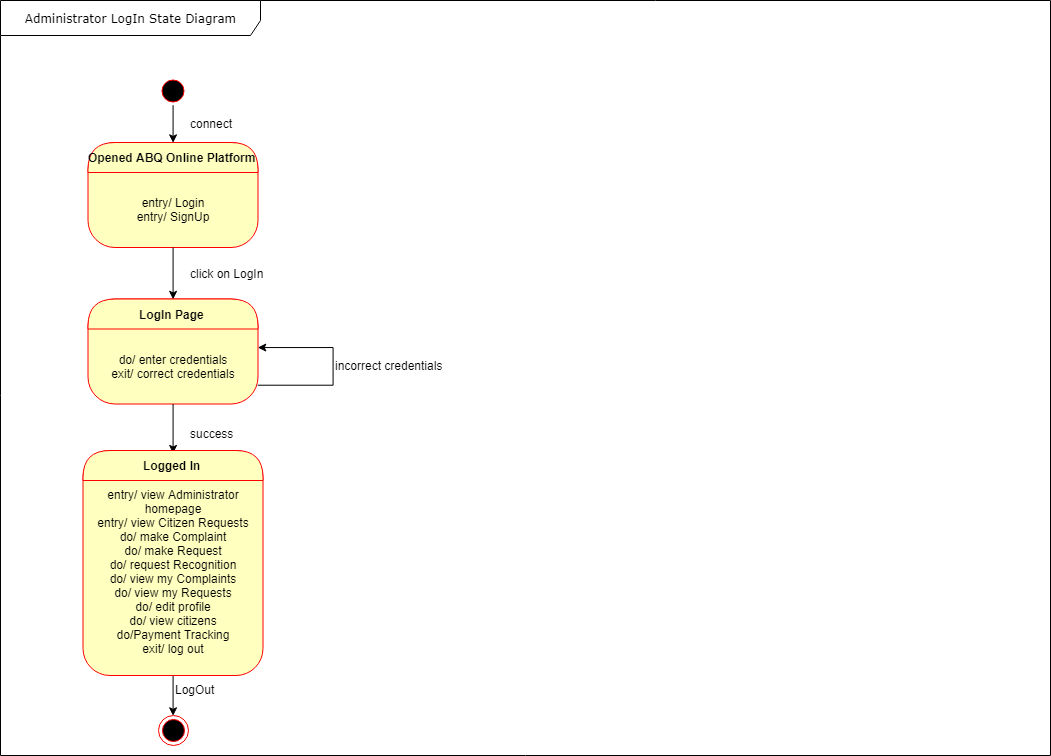 Administrator LogIn State Diagram
connect
Opened ABQ Online Platform
entry/ Login
entry/ SignUp
click on LogIn
LogIn Page
do/ enter credentials
exit/ correct credentials
incorrect credentials
success
Logged In
entry/ view Administrator
homepage
entry/ view Citizen Requests
do/ make Complaint
do/ make Request
do/ request Recognition
do/ view my Complaints
do/ view my Requests
do/ edit profile
do/ view citizens
do/Payment Tracking
exit/ log out
LogOut